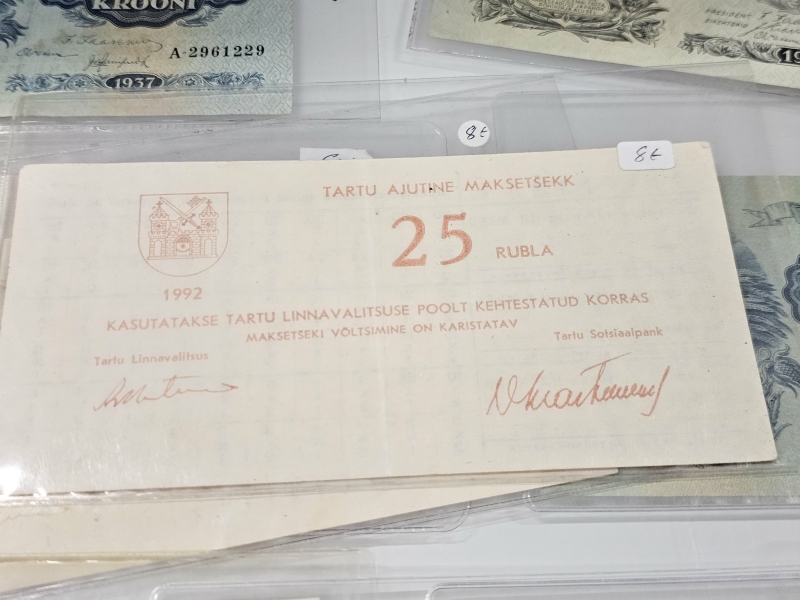 KROONI
A-2961229
1937
PRESIDENT
8€
8€
TARTU AJUTINE MAKSETŠEKK
25 RUBLA
1992
KASUTATAKSE TARTU LINNAVALITSUSE POOLT KEHTESTATUD KORRAS
MAKSETŠEKI VÕLTSIMINE ON KARISTATAV
Tartu Linnavalitsus
Tartu Sotsiaalpank